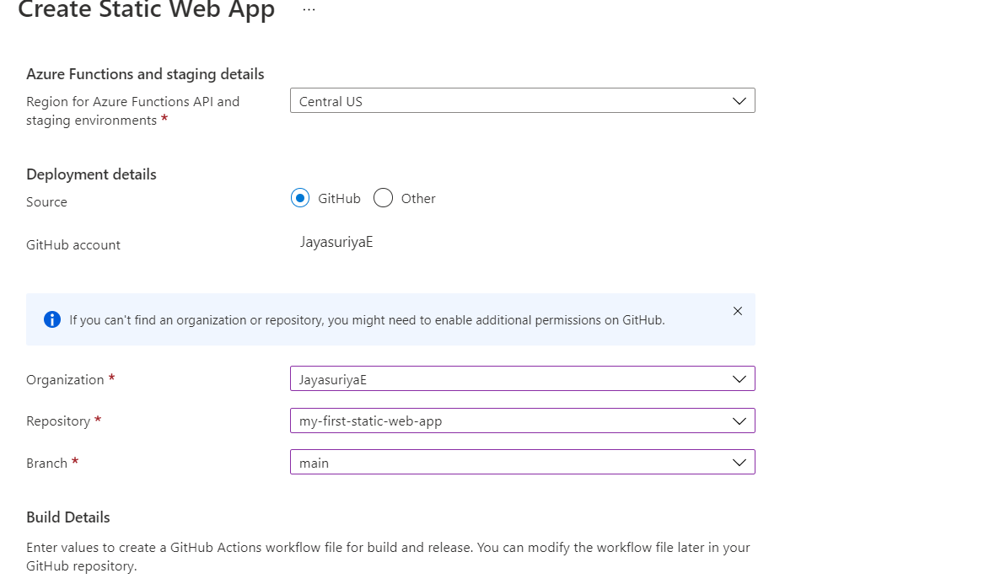 Create Static Web App ...
Azure Functions and staging details
Region for Azure Functions API and
staging environments *
Central US
Deployment details
Source
GitHub
Other
GitHub account
JayasuriyaE
If you can't find an organization or repository, you might need to enable additional permissions on GitHub.
Organization *
JayasuriyaE
Repository *
my-first-static-web-app
Branch *
main
Build Details
Enter values to create a GitHub Actions workflow file for build and release. You can modify the workflow file later in your
GitHub repository.